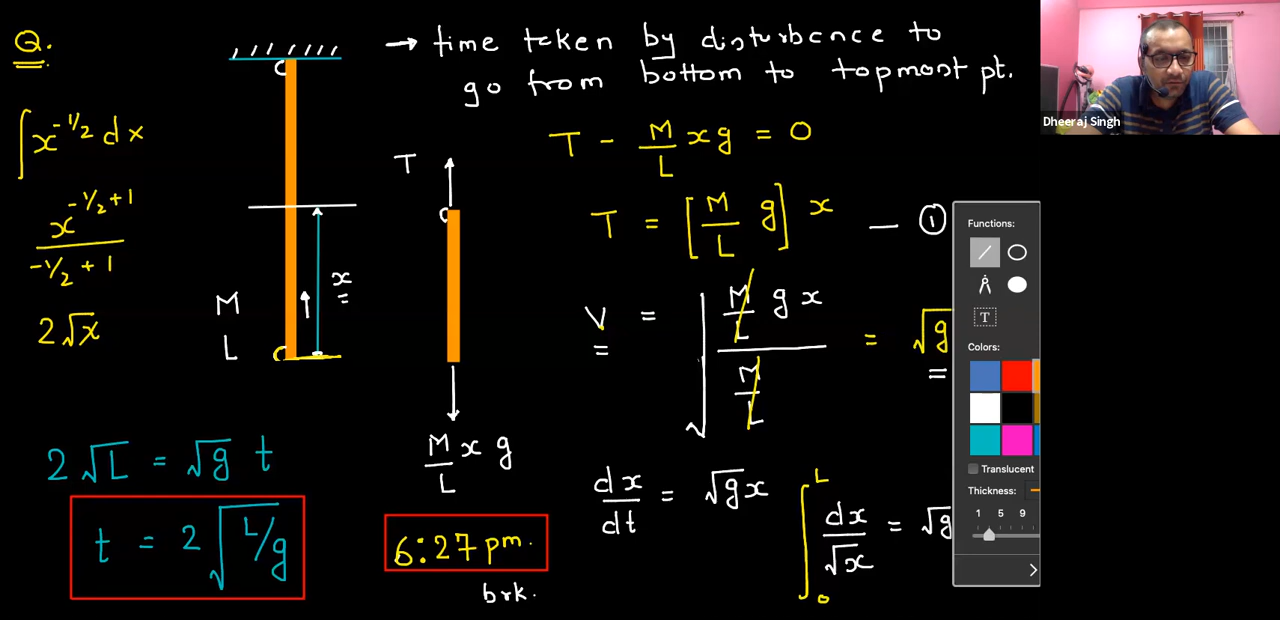 Q.
→ time taken by disturbance to
go from bottom to topmost pt.
∫x^{-1/2} dx
x^{-1/2+1}
-1/2 + 1
2√x
M
L
x
T
M/L x g
T - M/L xg = 0
T = [M/L g] x — ①
V = √(M/L g x / M/L) = √g
dx/dt = √gx
∫_0^L dx/√x = √g
2√L = √g t
t = 2√(L/g)
6:27 pm.
brk.
Dheeraj Singh
Functions:
T
Colors:
Translucent
Thickness:
1 5 9